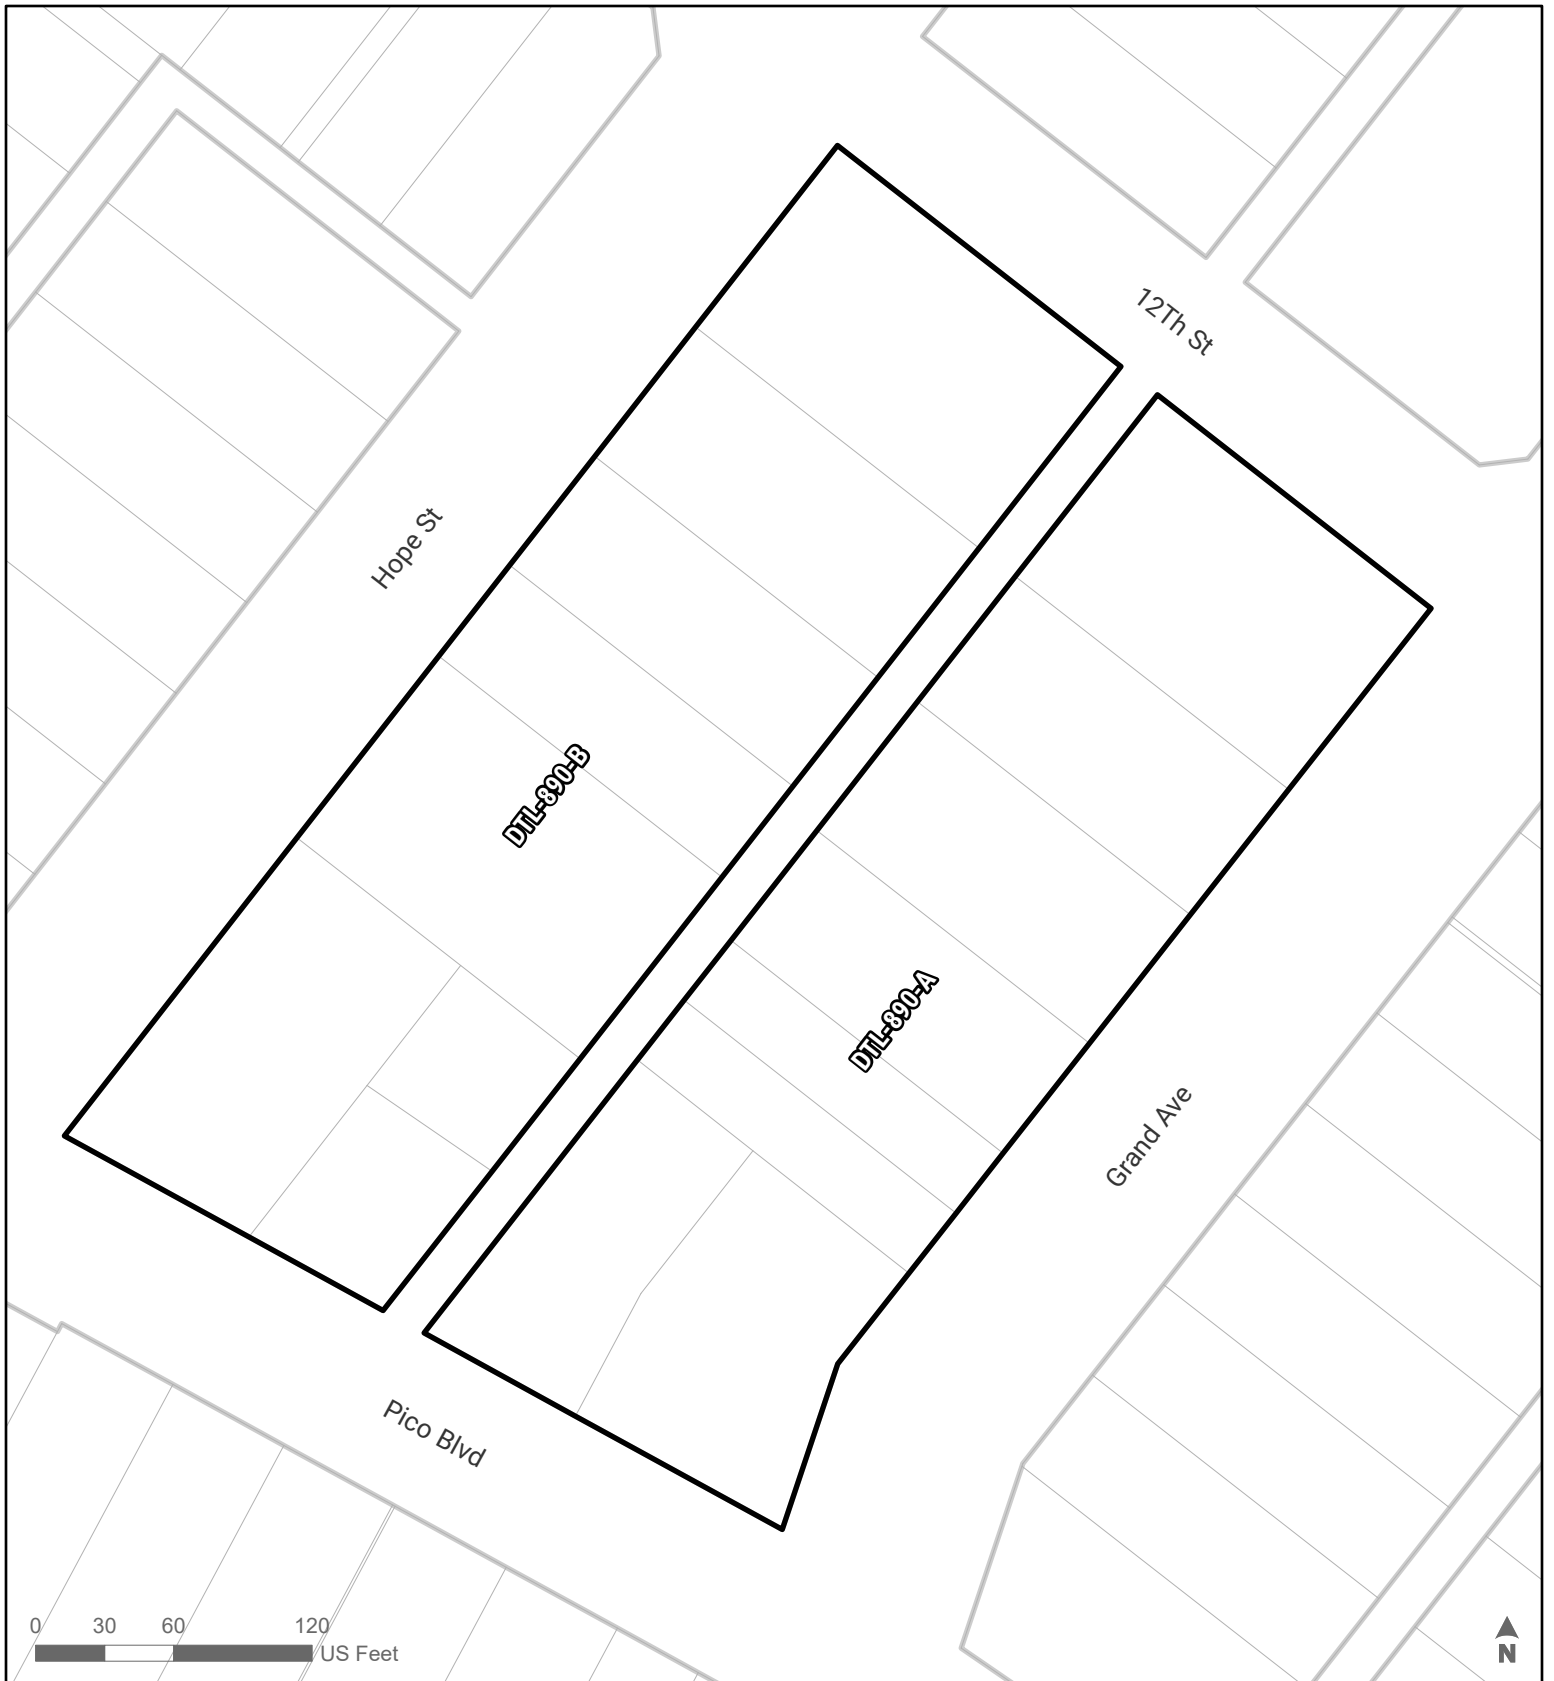 12Th St
Hope St
DTL-890-B
DTL-890-A
Grand Ave
Pico Blvd
0 30 60 120
US Feet
N